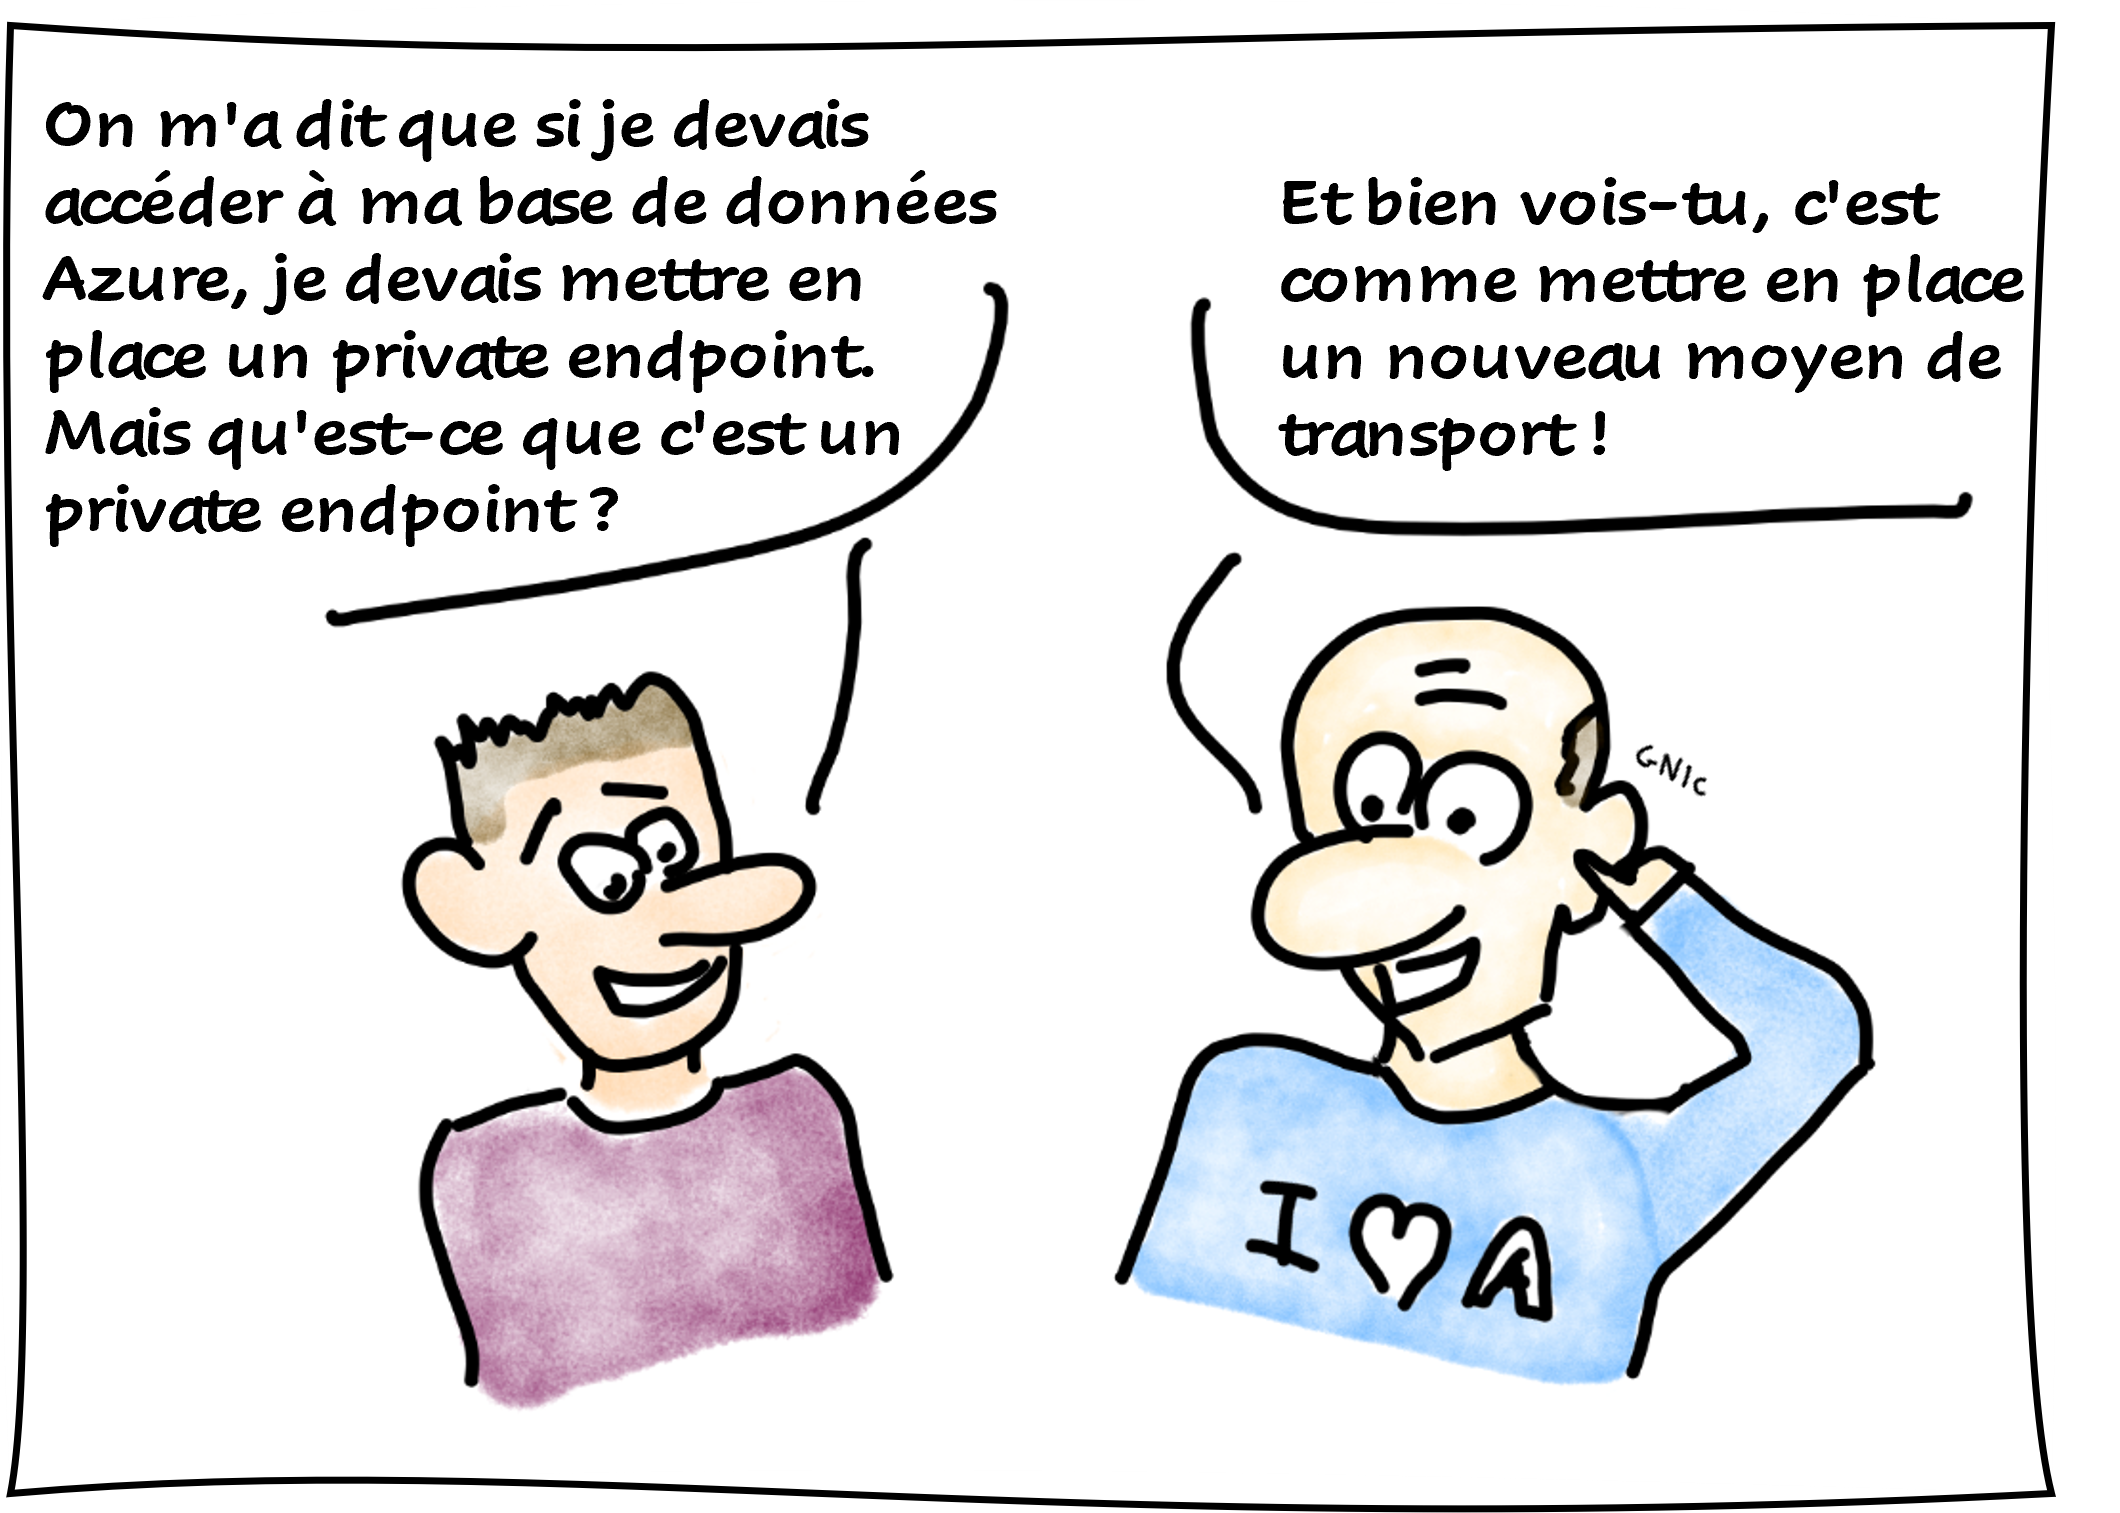 On m'a dit que si je devais
accéder à ma base de données
Azure, je devais mettre en
place un private endpoint.
Mais qu'est-ce que c'est un
private endpoint ?
Et bien vois-tu, c'est
comme mettre en place
un nouveau moyen de
transport !
GNIC
I ♡ A